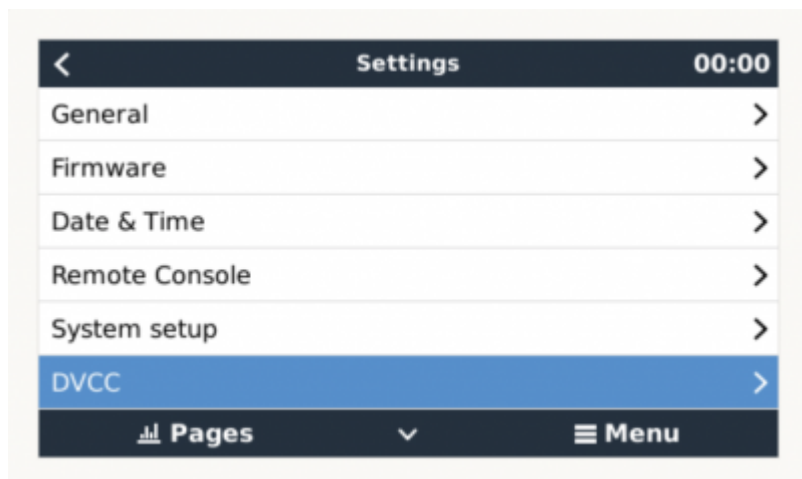 Settings 00:00
General
Firmware
Date & Time
Remote Console
System setup
DVCC
Pages Menu